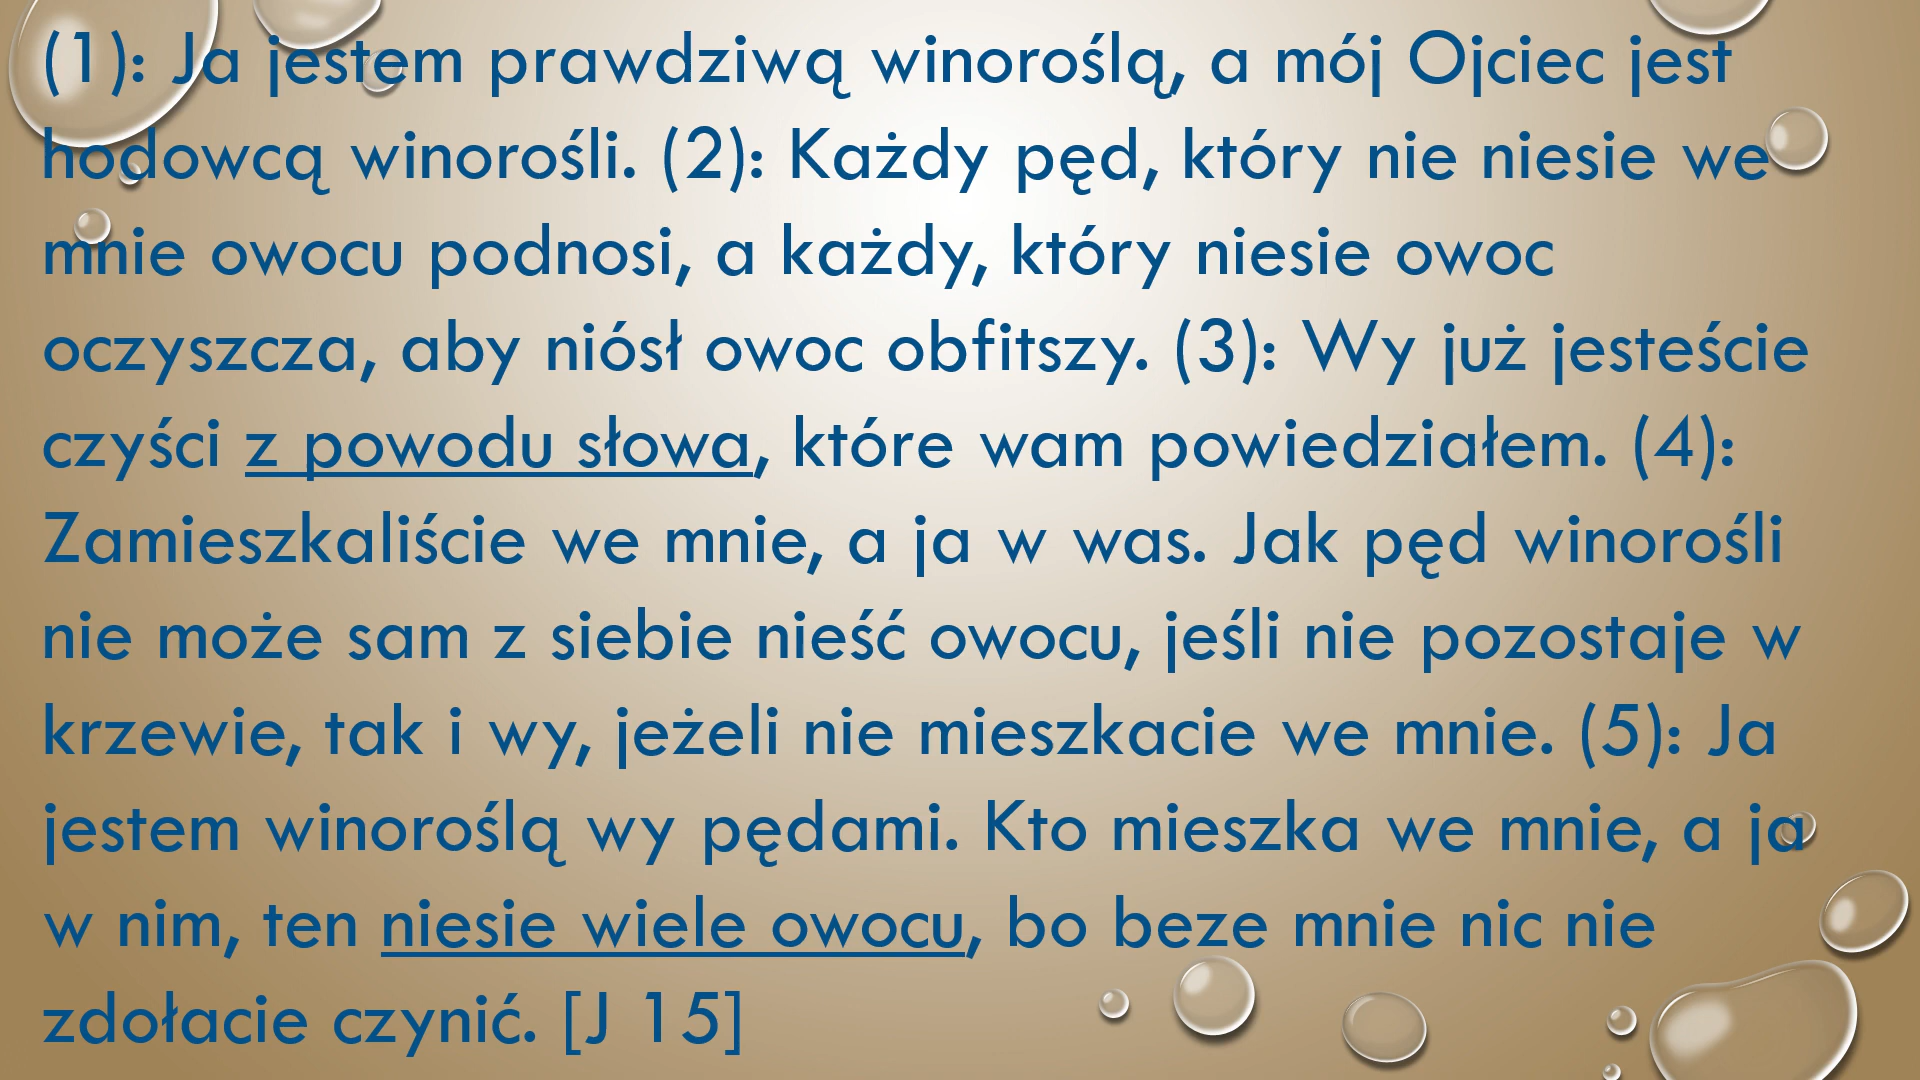 (1): Ja jestem prawdziwą winoroślą, a mój Ojciec jest
hodowcą winorośli. (2): Każdy pęd, który nie niesie we
mnie owocu podnosi, a każdy, który niesie owoc
oczyszcza, aby niósł owoc obfitszy. (3): Wy już jesteście
czyści z powodu słowa, które wam powiedziałem. (4):
Zamieszkaliście we mnie, a ja w was. Jak pęd winorośli
nie może sam z siebie nieść owocu, jeśli nie pozostaje w
krzewie, tak i wy, jeżeli nie mieszkacie we mnie. (5): Ja
jestem winoroślą wy pędami. Kto mieszka we mnie, a ja
w nim, ten niesie wiele owocu, bo beze mnie nic nie
zdołacie czynić. [J 15]